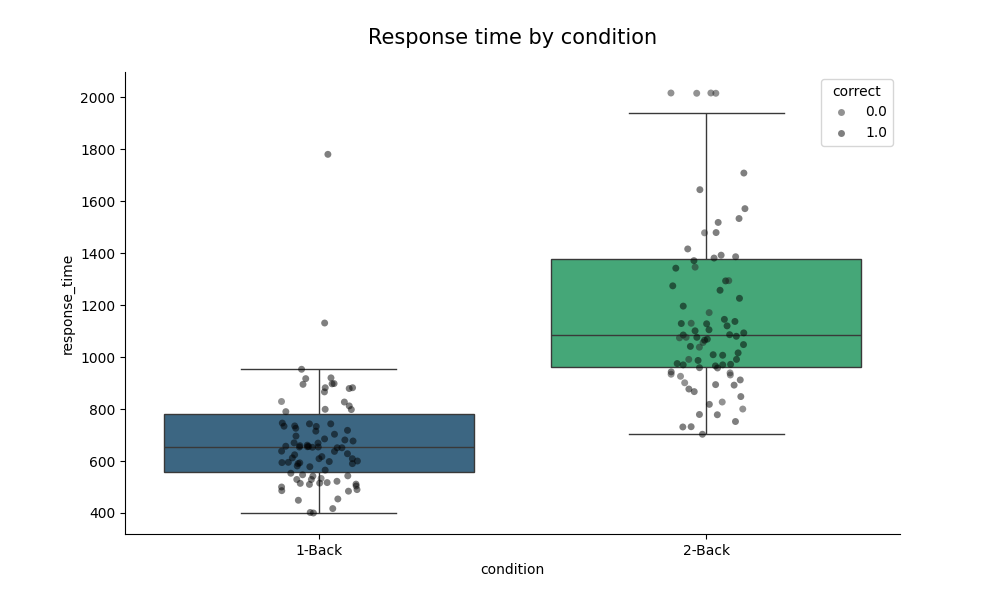 Response time by condition
correct
0.0
1.0
2000
1800
1600
1400
1200
1000
800
600
400
response_time
1-Back
2-Back
condition